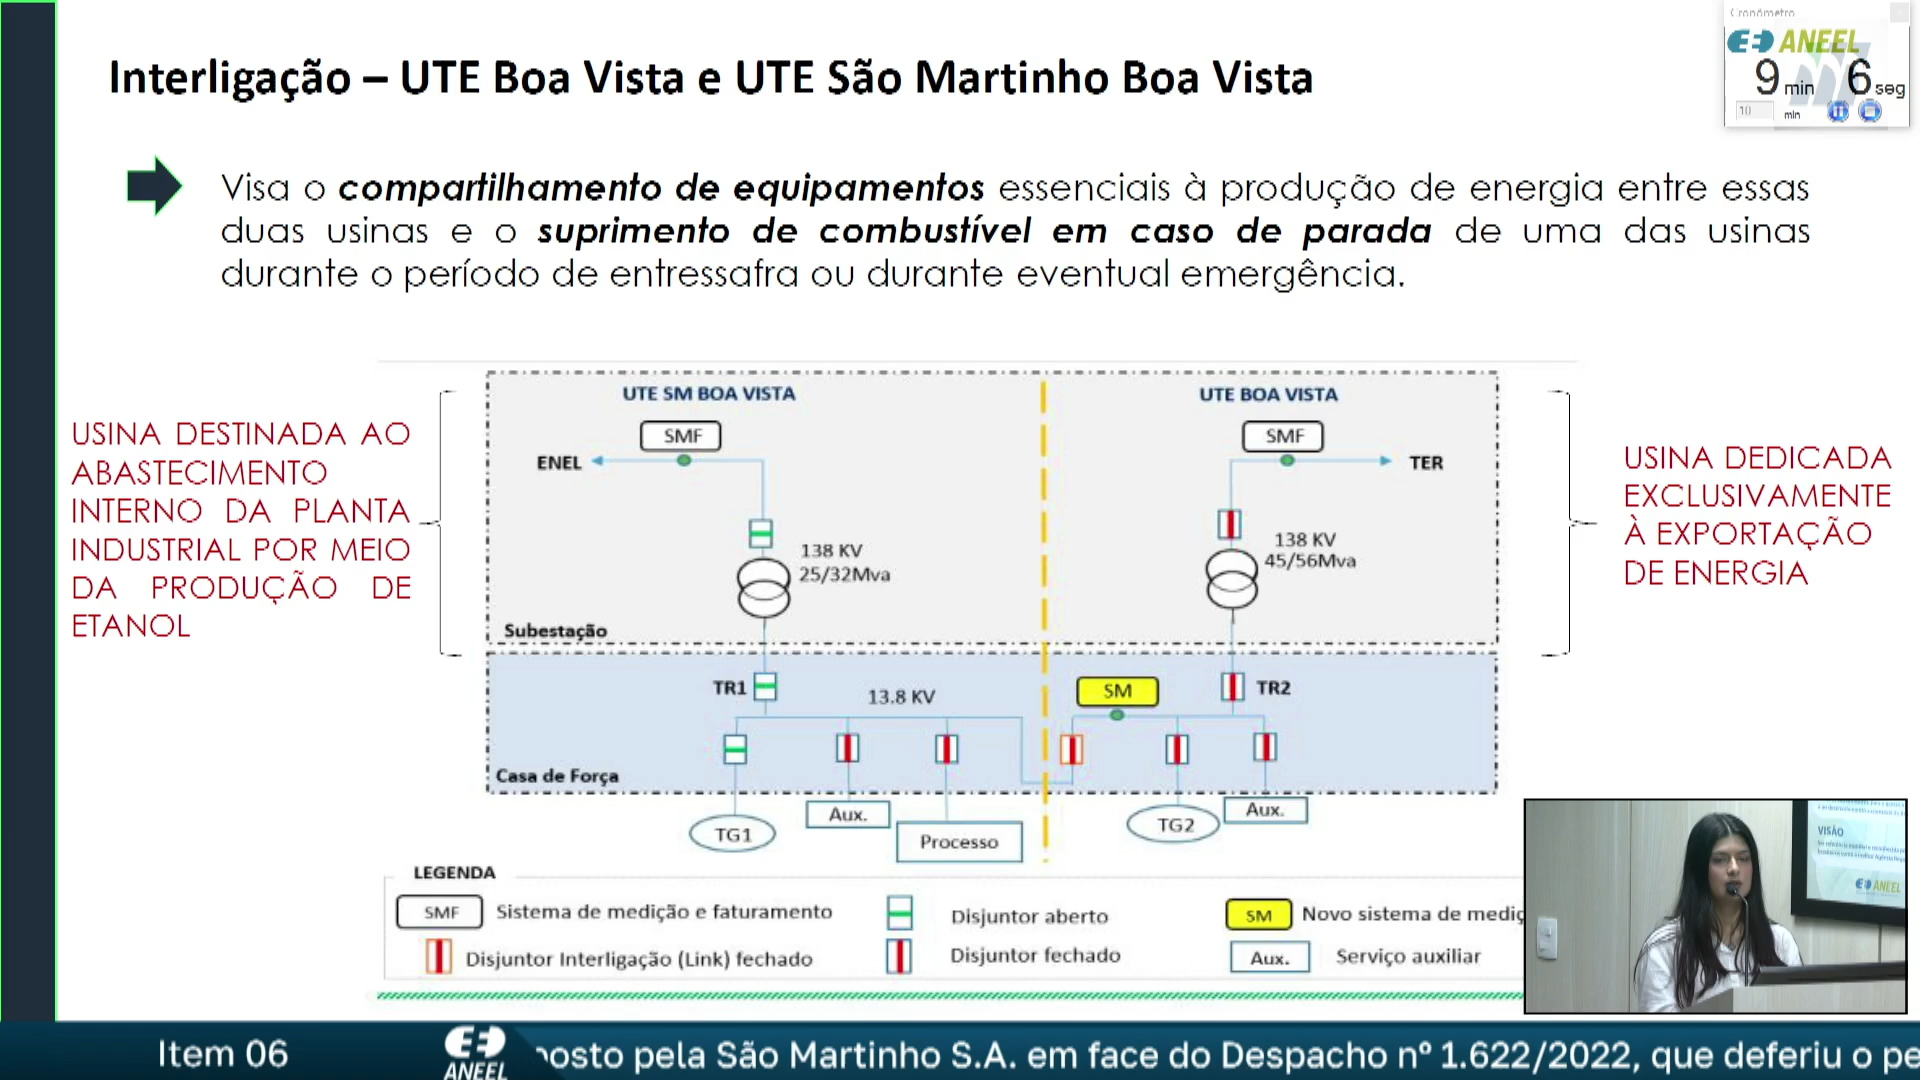 Cronômetro
ANEEL
9 min 6 seg
10 min
Interligação – UTE Boa Vista e UTE São Martinho Boa Vista
Visa o compartilhamento de equipamentos essenciais à produção de energia entre essas
duas usinas e o suprimento de combustível em caso de parada de uma das usinas
durante o período de entressafra ou durante eventual emergência.
USINA DESTINADA AO
ABASTECIMENTO
INTERNO DA PLANTA
INDUSTRIAL POR MEIO
DA PRODUÇÃO DE
ETANOL
UTE SM BOA VISTA
SMF
ENEL
138 KV
25/32Mva
Subestação
UTE BOA VISTA
SMF
TER
138 KV
45/56Mva
USINA DEDICADA
EXCLUSIVAMENTE
À EXPORTAÇÃO
DE ENERGIA
TR1
13.8 KV
SM
TR2
Casa de Força
TG1
Aux.
Processo
TG2
Aux.
LEGENDA
SMF Sistema de medição e faturamento
Disjuntor aberto
SM Novo sistema de mediç
Disjuntor Interligação (Link) fechado
Disjuntor fechado
Aux. Serviço auxiliar
VISÃO
ANEEL
Item 06
ANEEL
posto pela São Martinho S.A. em face do Despacho nº 1.622/2022, que deferiu o pe